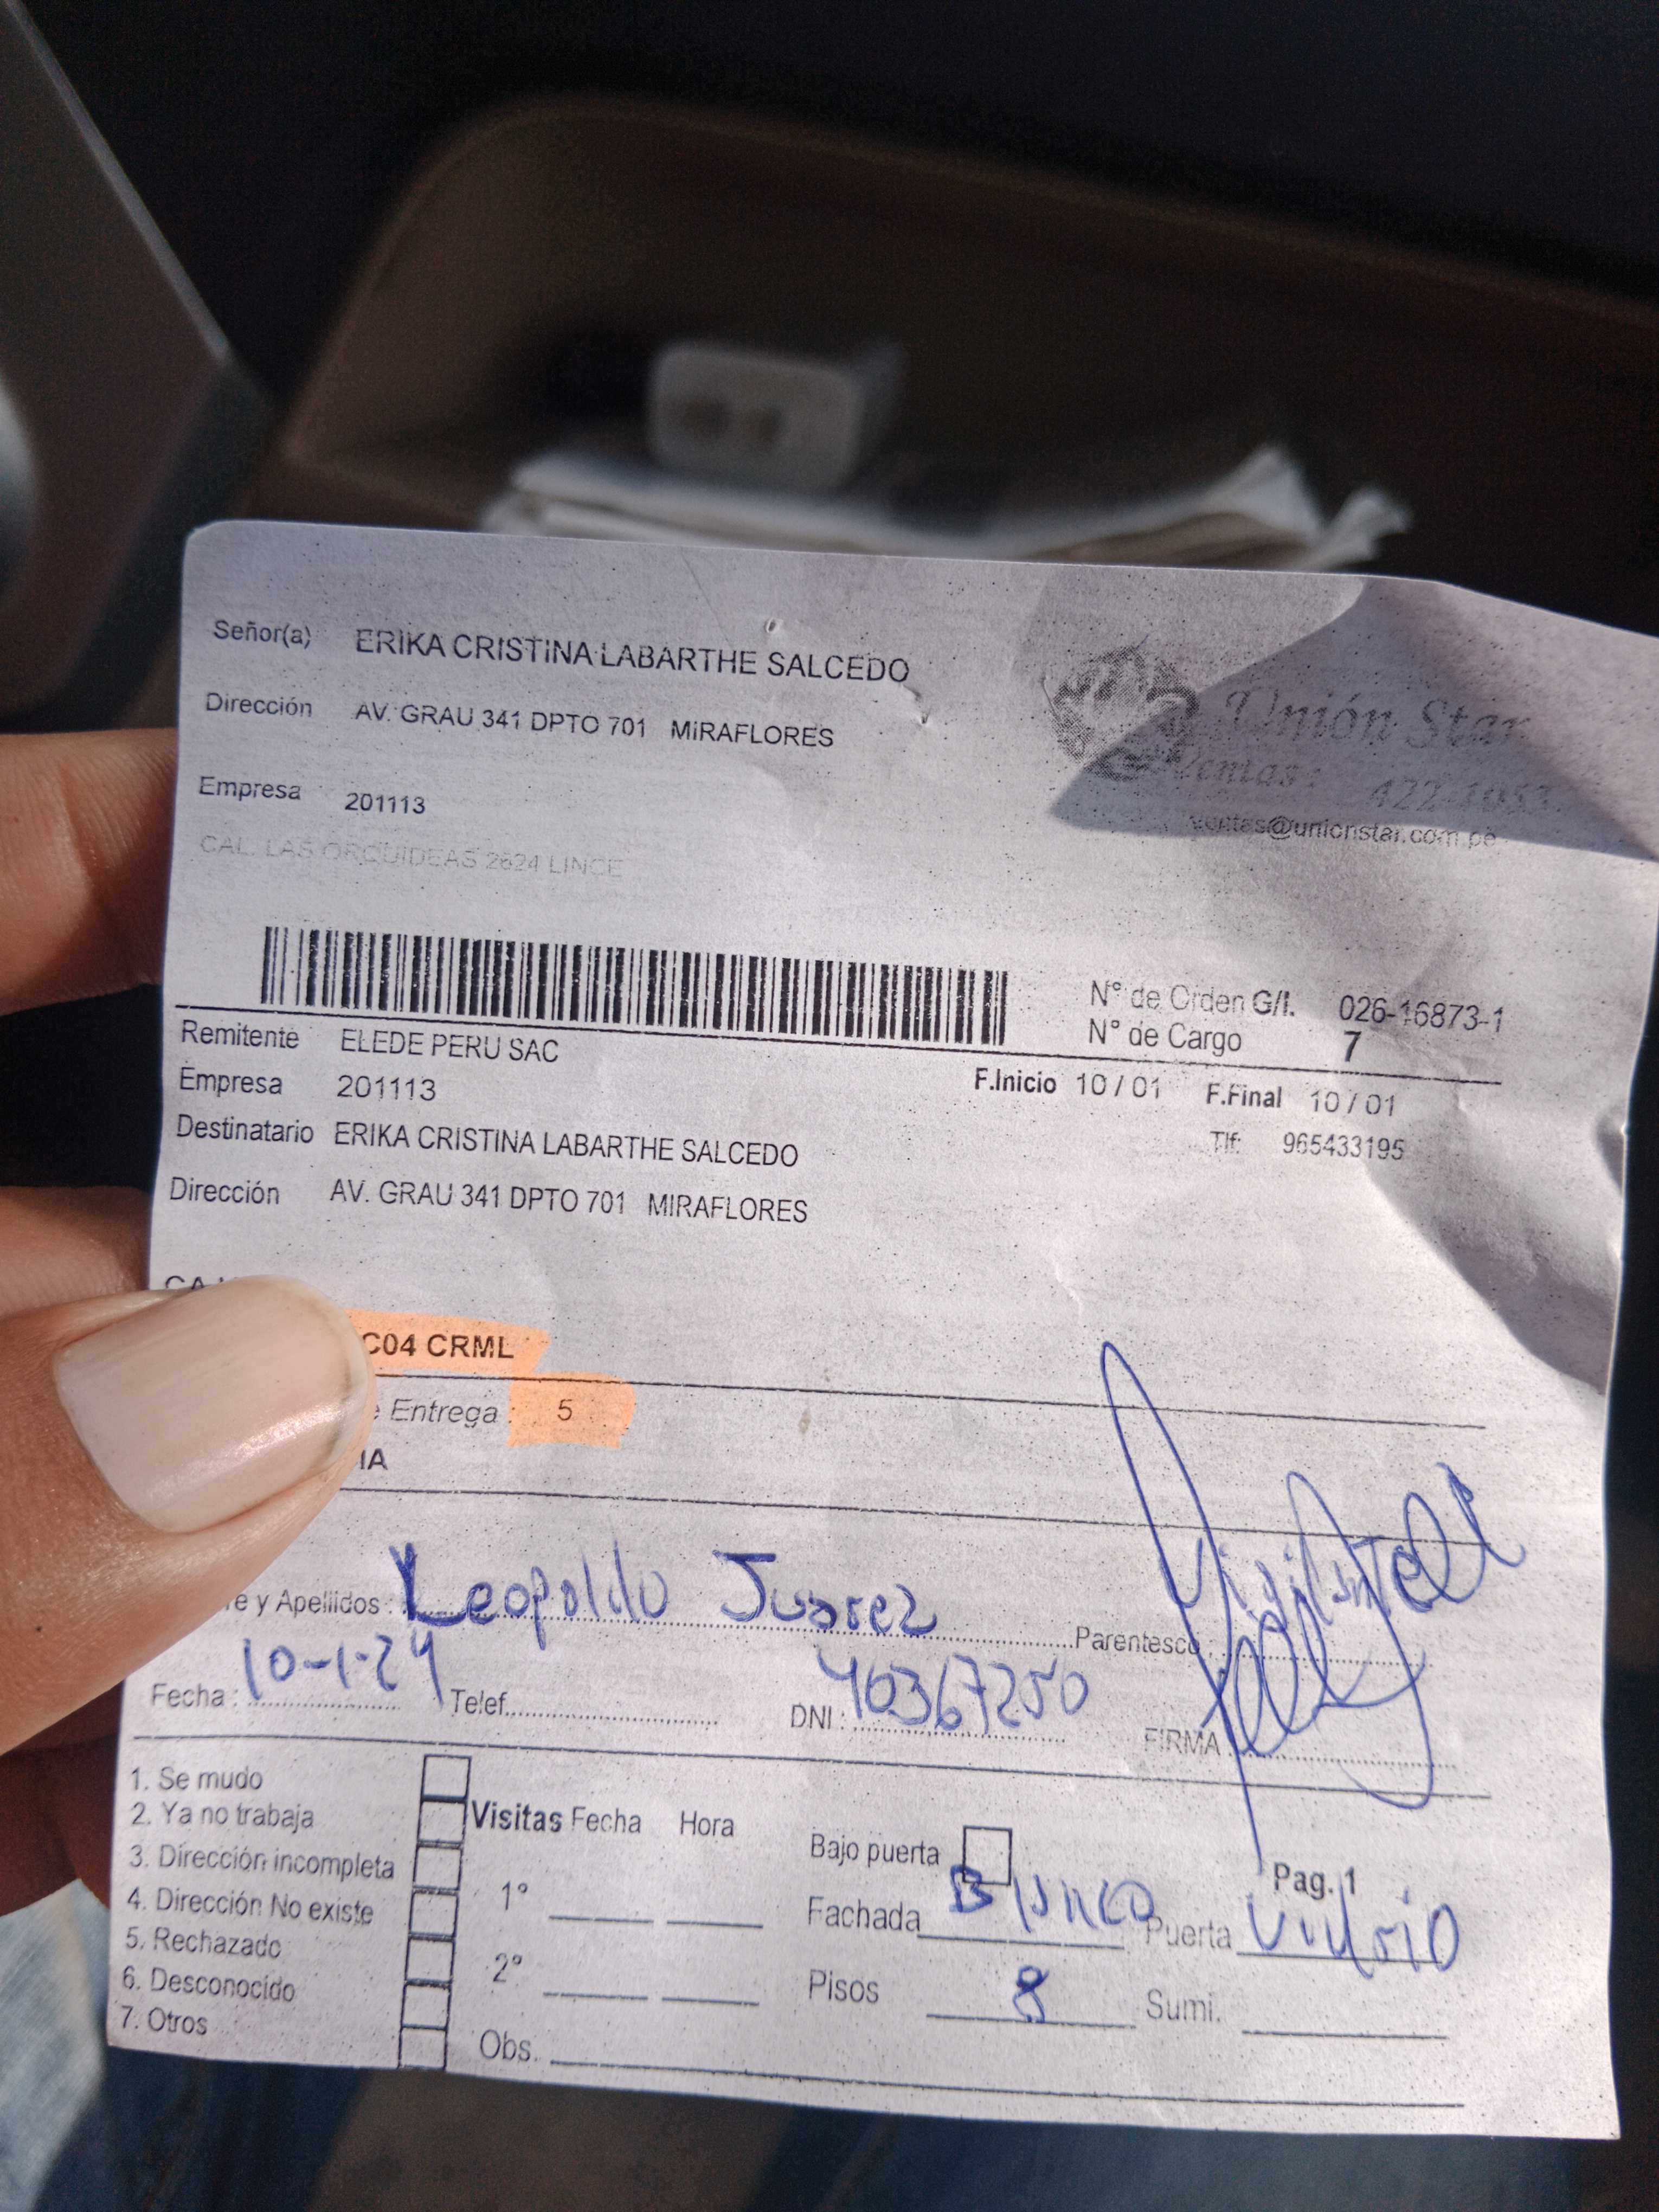 Señor(a) ERIKA CRISTINA LABARTHE SALCEDO
Dirección AV. GRAU 341 DPTO 701 MIRAFLORES
Unión Star
Ventas: 422-1053
ventas@unionstar.com.pe
Empresa 201113
CAL. LAS ORQUIDEAS 2624 LINCE
N° de Orden G/I. 026-16873-1
N° de Cargo 7
Remitente ELEDE PERU SAC
Empresa 201113
F.Inicio 10 / 01 F.Final 10 / 01
Destinatario ERIKA CRISTINA LABARTHE SALCEDO
Tlf: 965433195
Dirección AV. GRAU 341 DPTO 701 MIRAFLORES
C04 CRML
Entrega : 5
IA
e y Apellidos : Leopoldo Juarez Parentesco : Vigilante
Fecha : 10-1-24 Telef. DNI : 40367250 FIRMA
1. Se mudo
2. Ya no trabaja
3. Dirección incompleta
4. Dirección No existe
5. Rechazado
6. Desconocido
7. Otros
Visitas Fecha Hora
1°
2°
Obs.
Bajo puerta
Pag. 1
Fachada Blanco Puerta Vidrio
Pisos 8 Sumi.